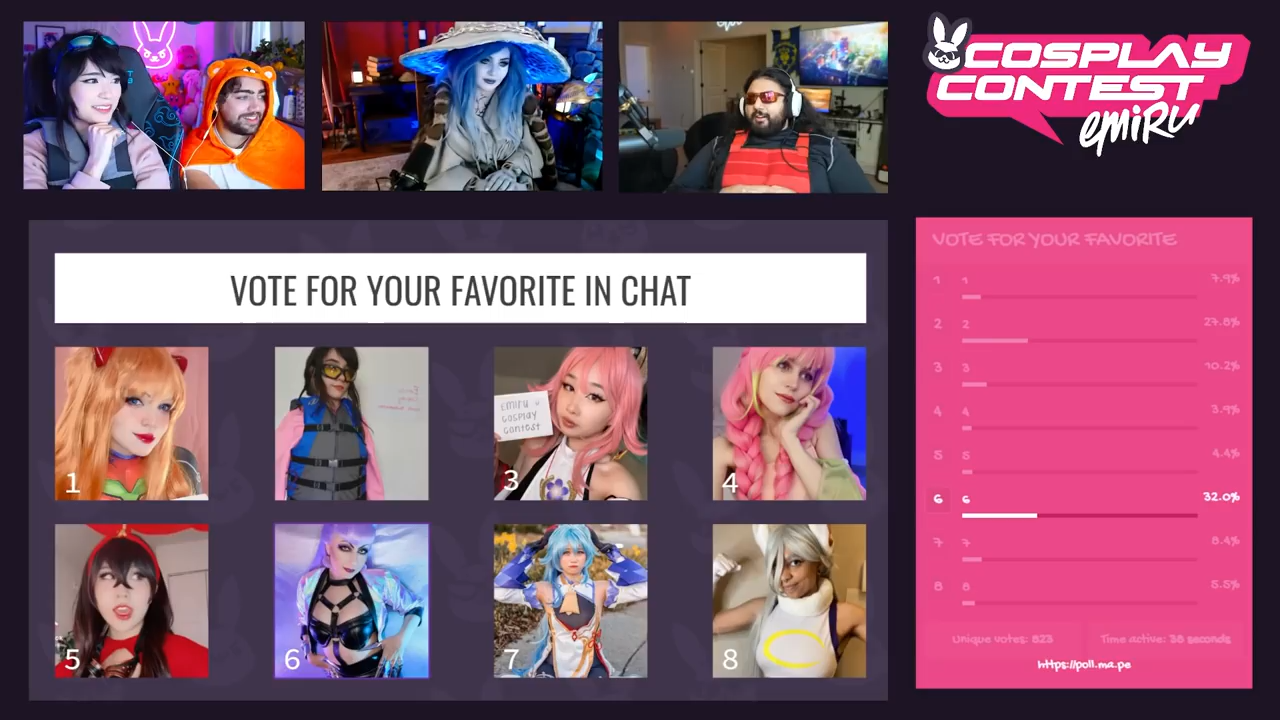 COSPLAY
CONTEST
emiru
VOTE FOR YOUR FAVORITE IN CHAT
1
3
EMIRU
COSPLAY
contest
4
5
6
7
8
VOTE FOR YOUR FAVORITE
1 1 7.9%
2 2 27.8%
3 3 10.2%
4 4 3.9%
5 5 4.4%
6 6 32.0%
7 7 8.4%
8 8 5.5%
Unique votes: 823
Time active: 38 seconds
https://poll.ma.pe